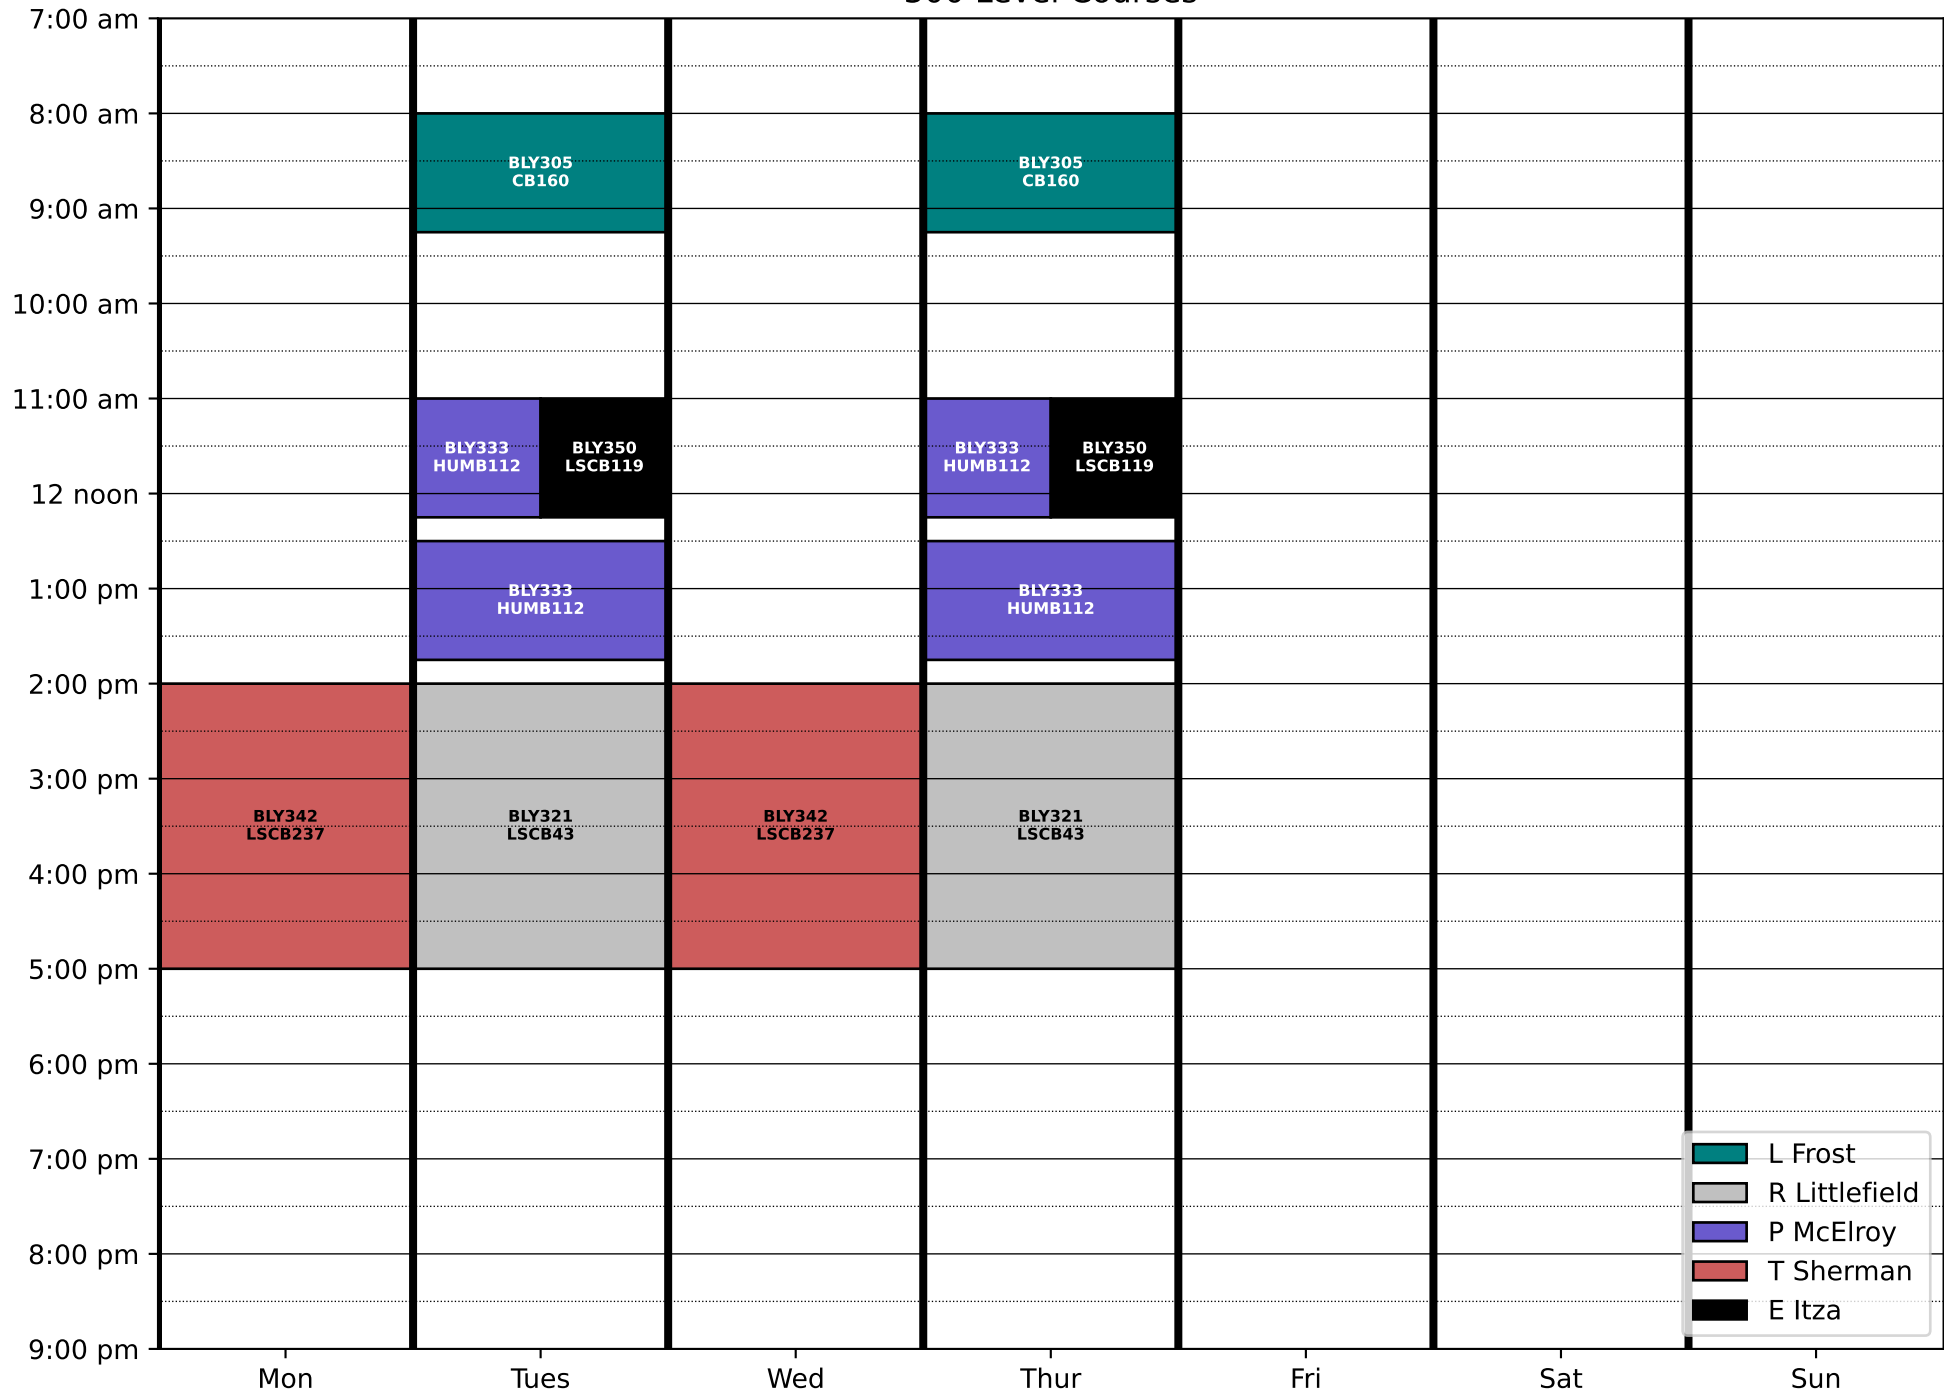 7:00 am
8:00 am
BLY305
CB160
BLY305
CB160
9:00 am
10:00 am
11:00 am
BLY333
HUMB112
BLY350
LSCB119
BLY333
HUMB112
BLY350
LSCB119
12 noon
1:00 pm
BLY333
HUMB112
BLY333
HUMB112
2:00 pm
3:00 pm
BLY342
LSCB237
BLY321
LSCB43
BLY342
LSCB237
BLY321
LSCB43
4:00 pm
5:00 pm
6:00 pm
7:00 pm
8:00 pm
9:00 pm
L Frost
R Littlefield
P McElroy
T Sherman
E Itza
Mon Tues Wed Thur Fri Sat Sun